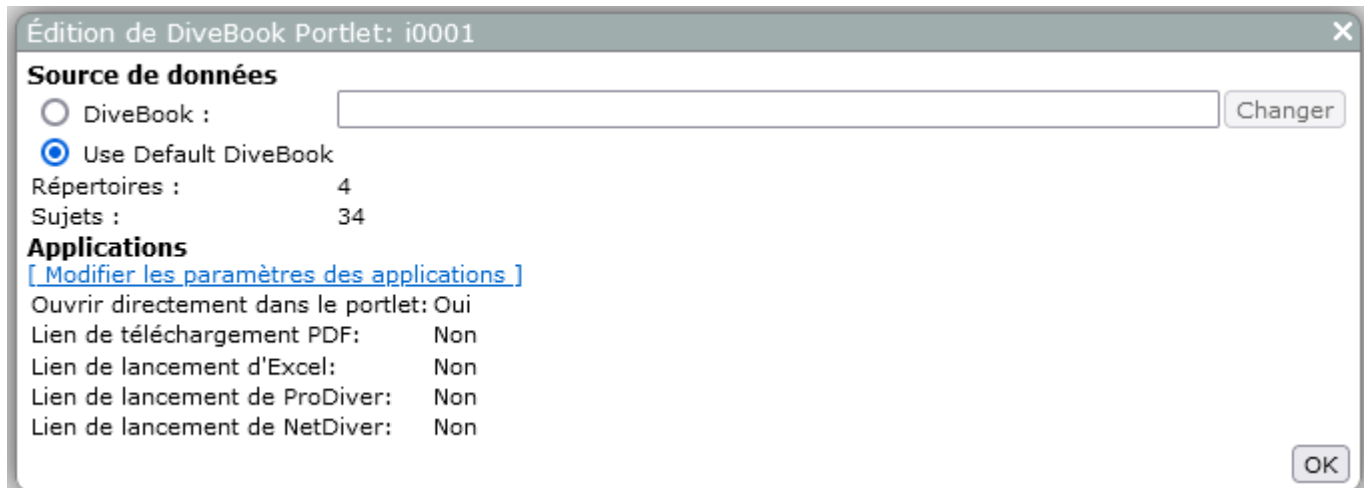 Édition de DiveBook Portlet: i0001
Source de données
DiveBook : Changer
Use Default DiveBook
Répertoires : 4
Sujets : 34
Applications
[ Modifier les paramètres des applications ]
Ouvrir directement dans le portlet: Oui
Lien de téléchargement PDF: Non
Lien de lancement d'Excel: Non
Lien de lancement de ProDiver: Non
Lien de lancement de NetDiver: Non
OK